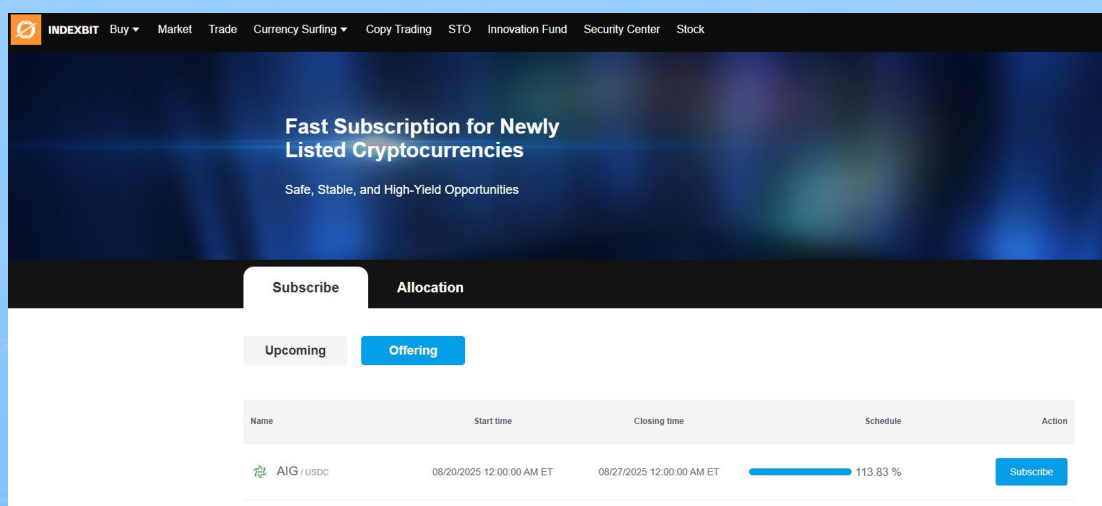 INDEXBIT Buy Market Trade Currency Surfing Copy Trading STO Innovation Fund Security Center Stock
Fast Subscription for Newly
Listed Cryptocurrencies
Safe, Stable, and High-Yield Opportunities
Subscribe Allocation
Upcoming Offering
Name Start time Closing time Schedule Action
AIG / USDC 08/20/2025 12:00:00 AM ET 08/27/2025 12:00:00 AM ET 113.83 % Subscribe